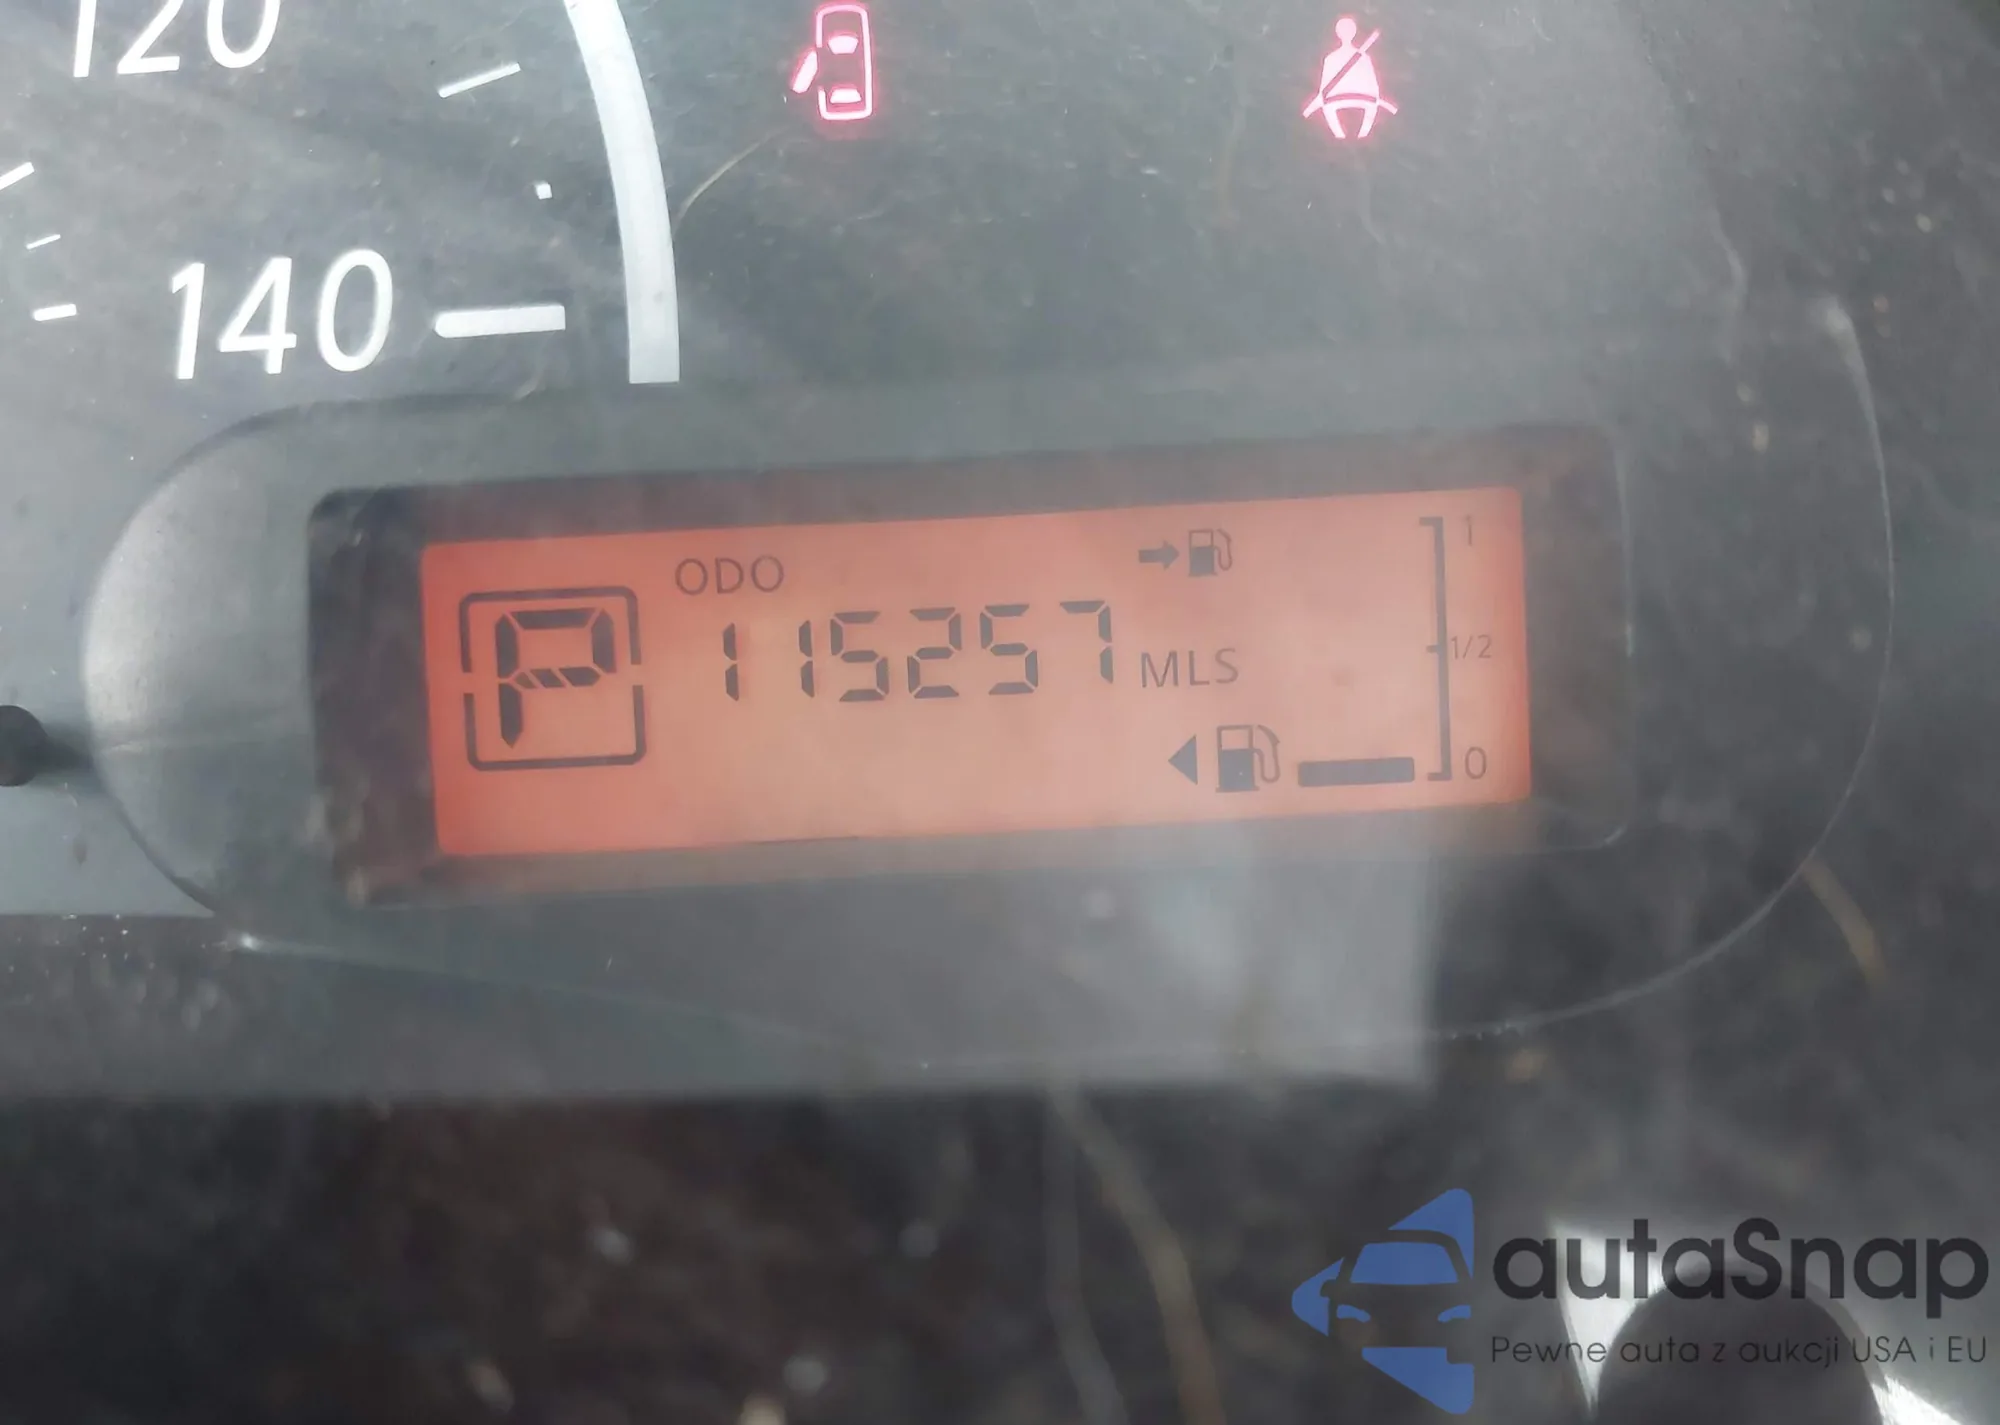 120
140
ODO
P
115257 MLS
1
1/2
0
autaSnap
Pewne auta z aukcji USA i EU